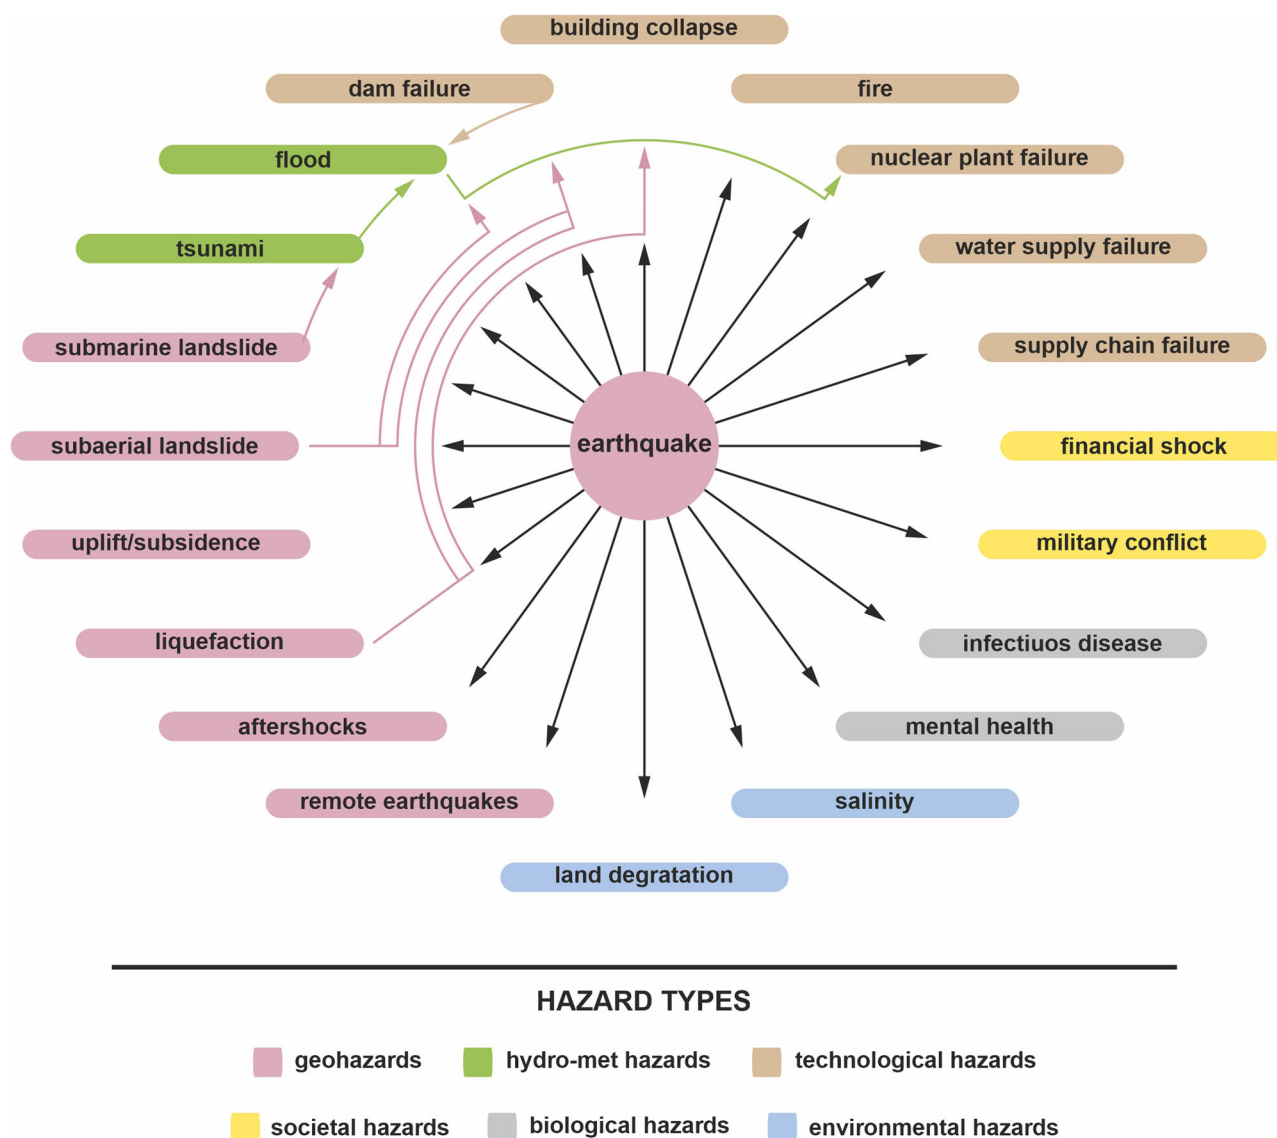 building collapse
dam failure
fire
flood
nuclear plant failure
tsunami
water supply failure
submarine landslide
supply chain failure
subaerial landslide
earthquake
financial shock
uplift/subsidence
military conflict
liquefaction
infectiuos disease
aftershocks
mental health
remote earthquakes
salinity
land degratation
HAZARD TYPES
geohazards
hydro-met hazards
technological hazards
societal hazards
biological hazards
environmental hazards